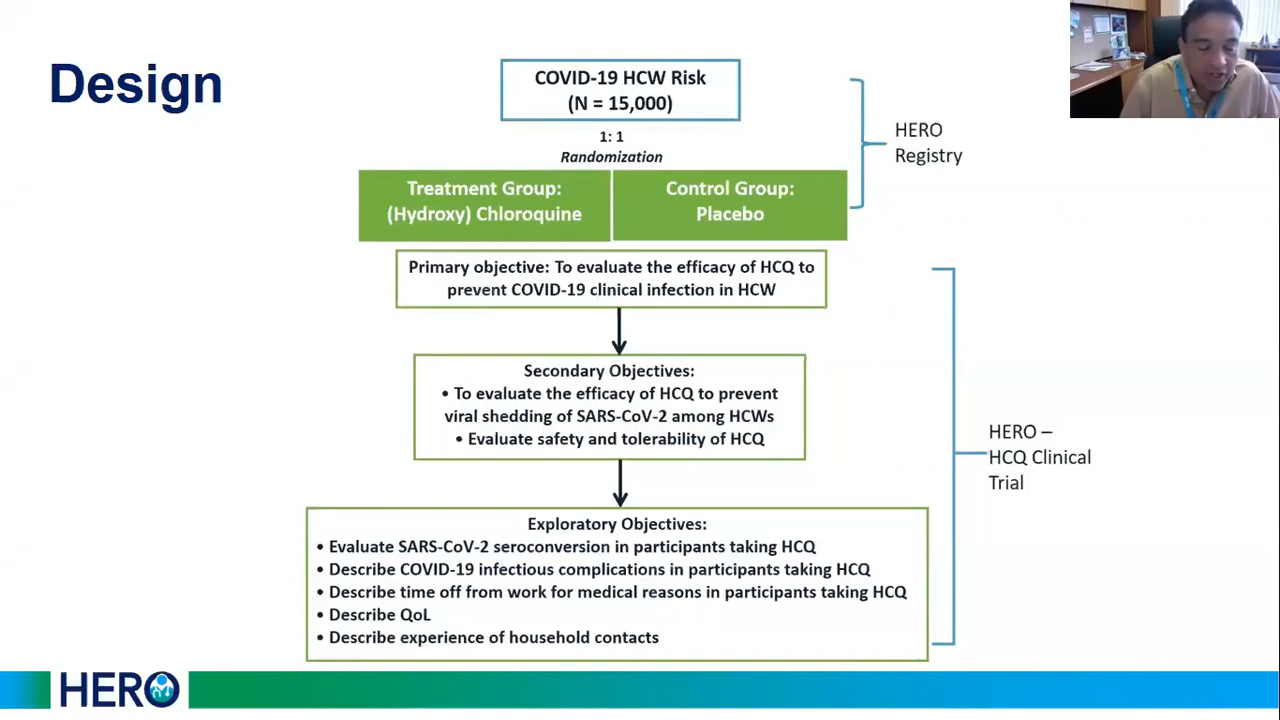 Design
COVID-19 HCW Risk
(N = 15,000)
1: 1
Randomization
Treatment Group:
(Hydroxy) Chloroquine
Control Group:
Placebo
HERO
Registry
Primary objective: To evaluate the efficacy of HCQ to
prevent COVID-19 clinical infection in HCW
Secondary Objectives:
• To evaluate the efficacy of HCQ to prevent
viral shedding of SARS-CoV-2 among HCWs
• Evaluate safety and tolerability of HCQ
HERO –
HCQ Clinical
Trial
Exploratory Objectives:
• Evaluate SARS-CoV-2 seroconversion in participants taking HCQ
• Describe COVID-19 infectious complications in participants taking HCQ
• Describe time off from work for medical reasons in participants taking HCQ
• Describe QoL
• Describe experience of household contacts
HERO